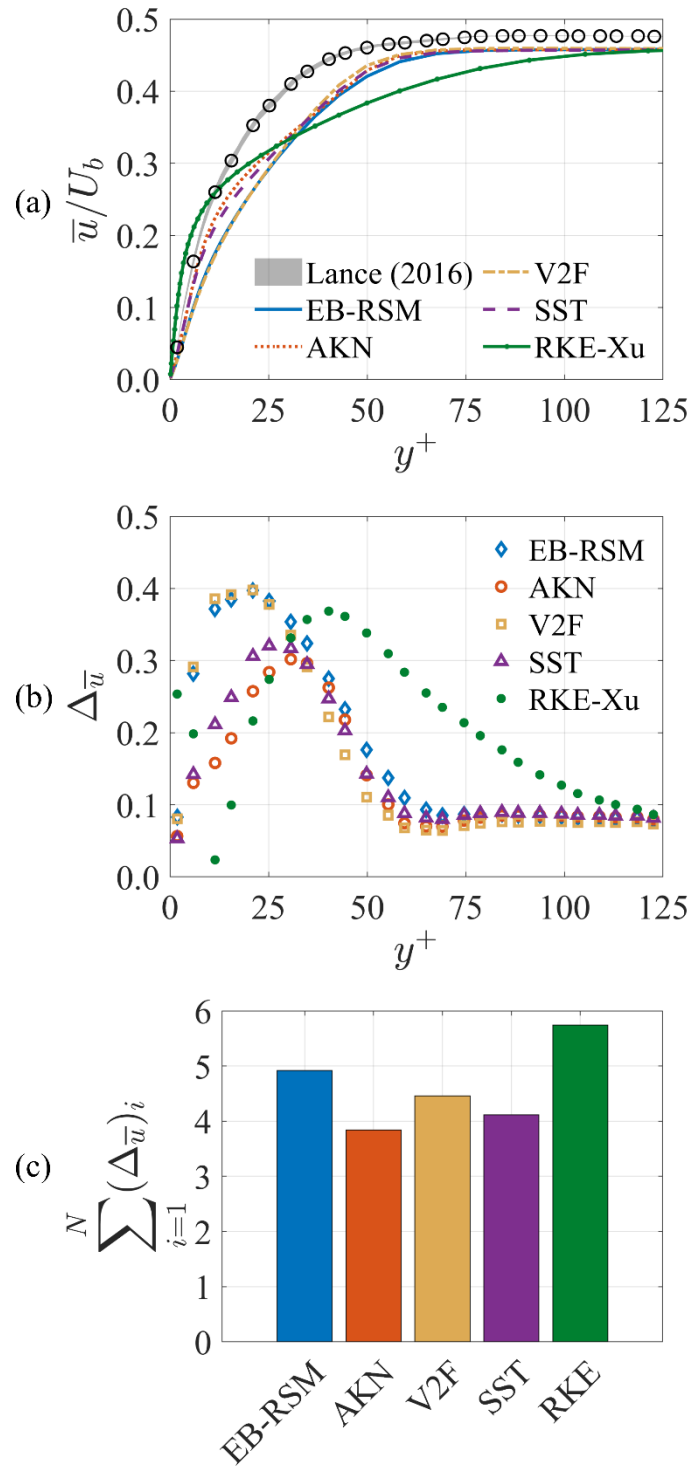 (a)
u̅/U_b
0.5
0.4
0.3
0.2
0.1
0.0
Lance (2016) V2F
EB-RSM SST
AKN RKE-Xu
0 25 50 75 100 125
y⁺
(b)
Δ_u̅
0.5
0.4
0.3
0.2
0.1
0.0
EB-RSM
AKN
V2F
SST
RKE-Xu
0 25 50 75 100 125
y⁺
(c)
∑_{i=1}^{N}(Δ_u̅)_i
6
5
4
3
2
1
0
EB-RSM AKN V2F SST RKE